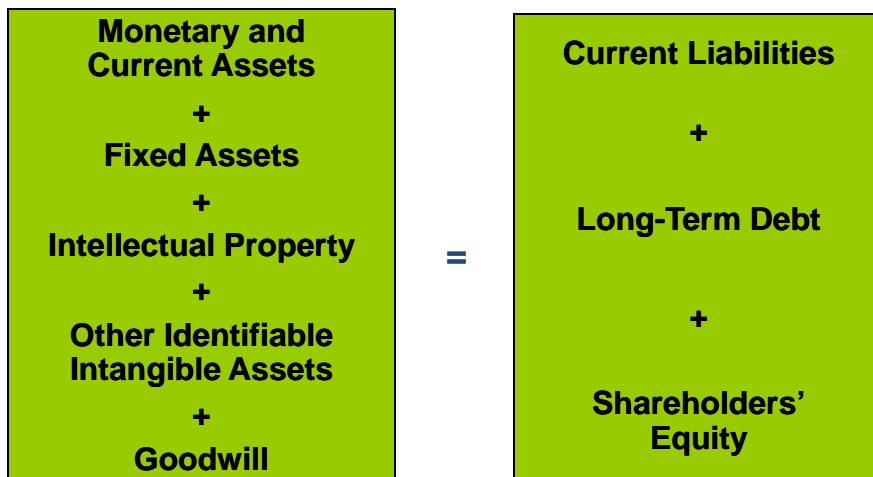 Monetary and
Current Assets
+
Fixed Assets
+
Intellectual Property
+
Other Identifiable
Intangible Assets
+
Goodwill
=
Current Liabilities
+
Long-Term Debt
+
Shareholders’
Equity